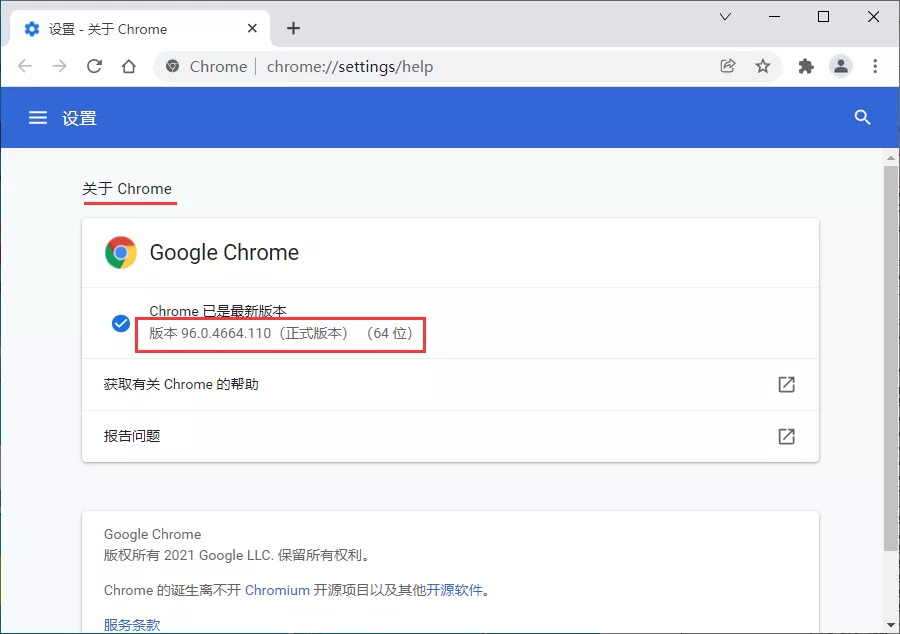 设置 - 关于 Chrome
Chrome | chrome://settings/help
设置
关于 Chrome
Google Chrome
Chrome 已是最新版本
版本 96.0.4664.110（正式版本） （64 位）
获取有关 Chrome 的帮助
报告问题
Google Chrome
版权所有 2021 Google LLC. 保留所有权利。
Chrome 的诞生离不开 Chromium 开源项目以及其他开源软件。
服务条款